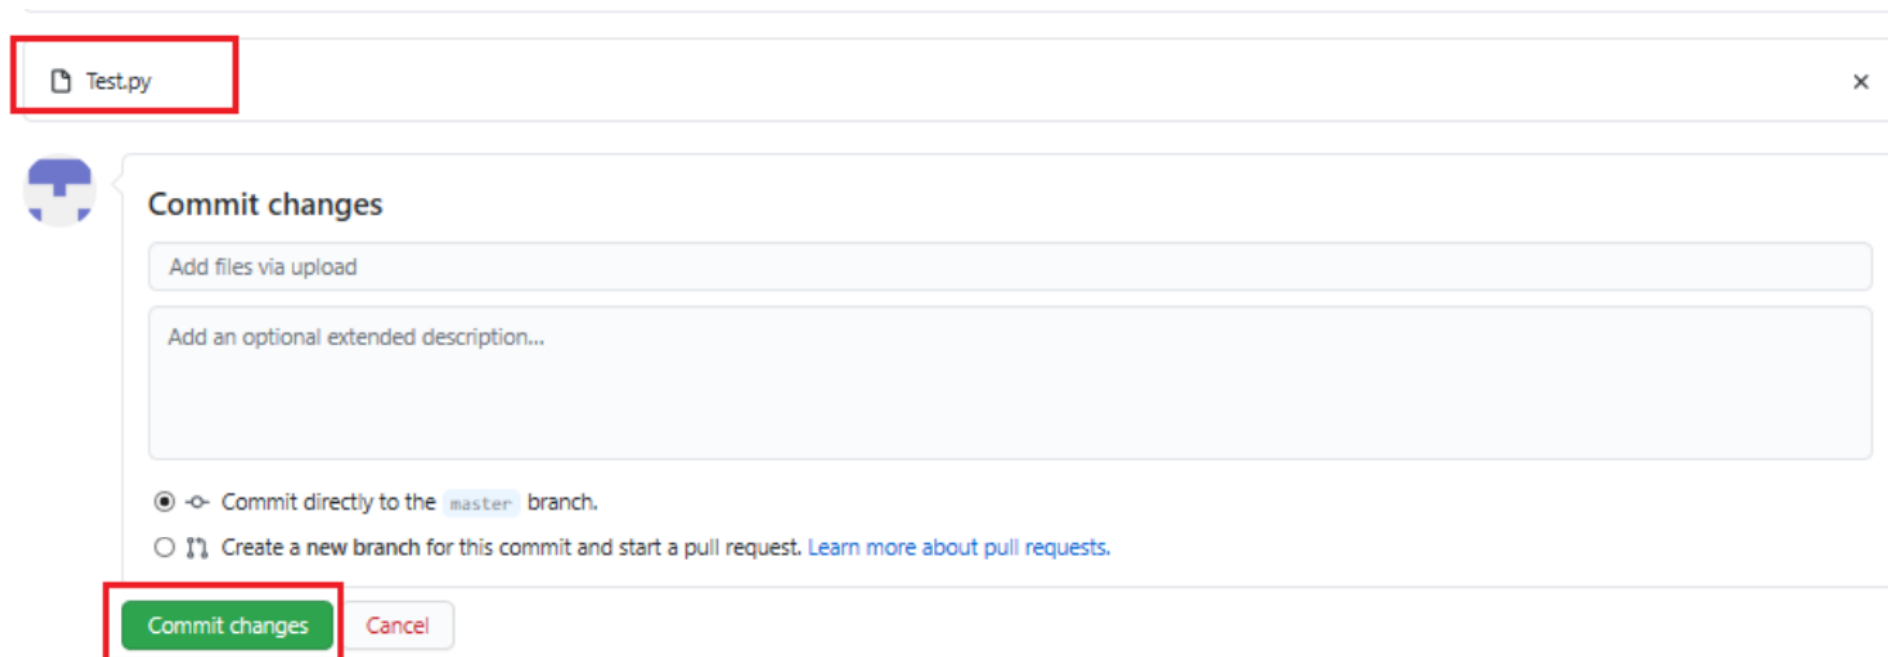 Test.py
Commit changes
Add files via upload
Add an optional extended description...
Commit directly to the master branch.
Create a new branch for this commit and start a pull request. Learn more about pull requests.
Commit changes Cancel